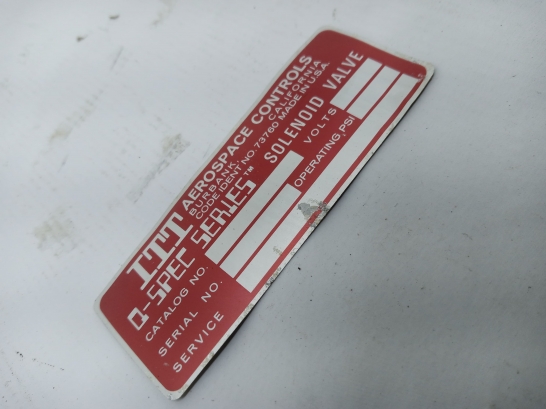 ITT AEROSPACE CONTROLS
BURBANK, CALIFORNIA
CODE IDENT NO. 73760 MADE IN U.S.A.
Q-SPEC SERIES™ SOLENOID VALVE
CATALOG NO. VOLTS
SERIAL NO. OPERATING PSI
SERVICE